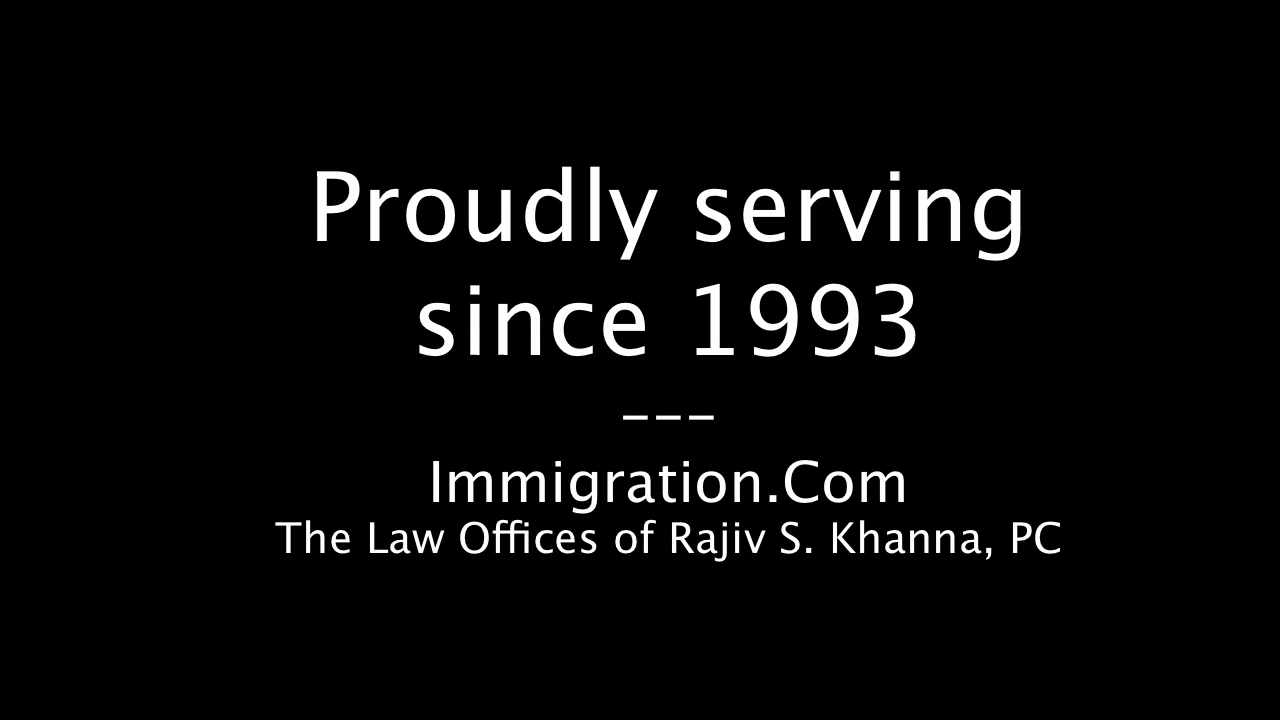 Proudly serving
since 1993
---
Immigration.Com
The Law Offices of Rajiv S. Khanna, PC